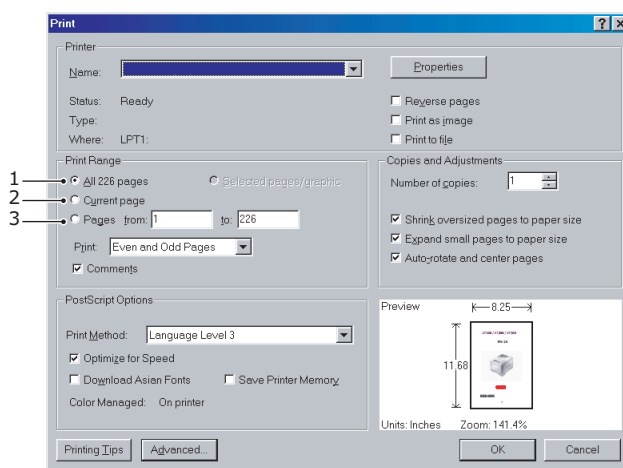 Print
Printer
Name:
Properties
Status: Ready
Reverse pages
Type:
Print as image
Where: LPT1:
Print to file
Print Range
Copies and Adjustments
1
All 226 pages
Selected pages/graphic
Number of copies: 1
2
Current page
3
Pages from: 1 to: 226
Shrink oversized pages to paper size
Print: Even and Odd Pages
Expand small pages to paper size
Comments
Auto-rotate and center pages
PostScript Options
Preview
8.25
Print Method: Language Level 3
Optimize for Speed
11.68
Download Asian Fonts
Save Printer Memory
Color Managed: On printer
Units: Inches Zoom: 141.4%
Printing Tips
Advanced...
OK
Cancel